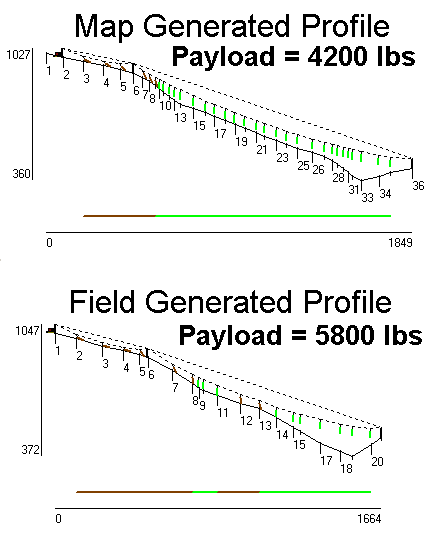 Map Generated Profile
Payload = 4200 lbs
1027
1 2 3 4 5 6 7 8 10 13 15 17 19 21 23 25 26 28 31 33 34 36
360
0 1849
Field Generated Profile
Payload = 5800 lbs
1047
1 2 3 4 5 6 7 8 9 11 12 13 14 15 17 18 20
372
0 1664